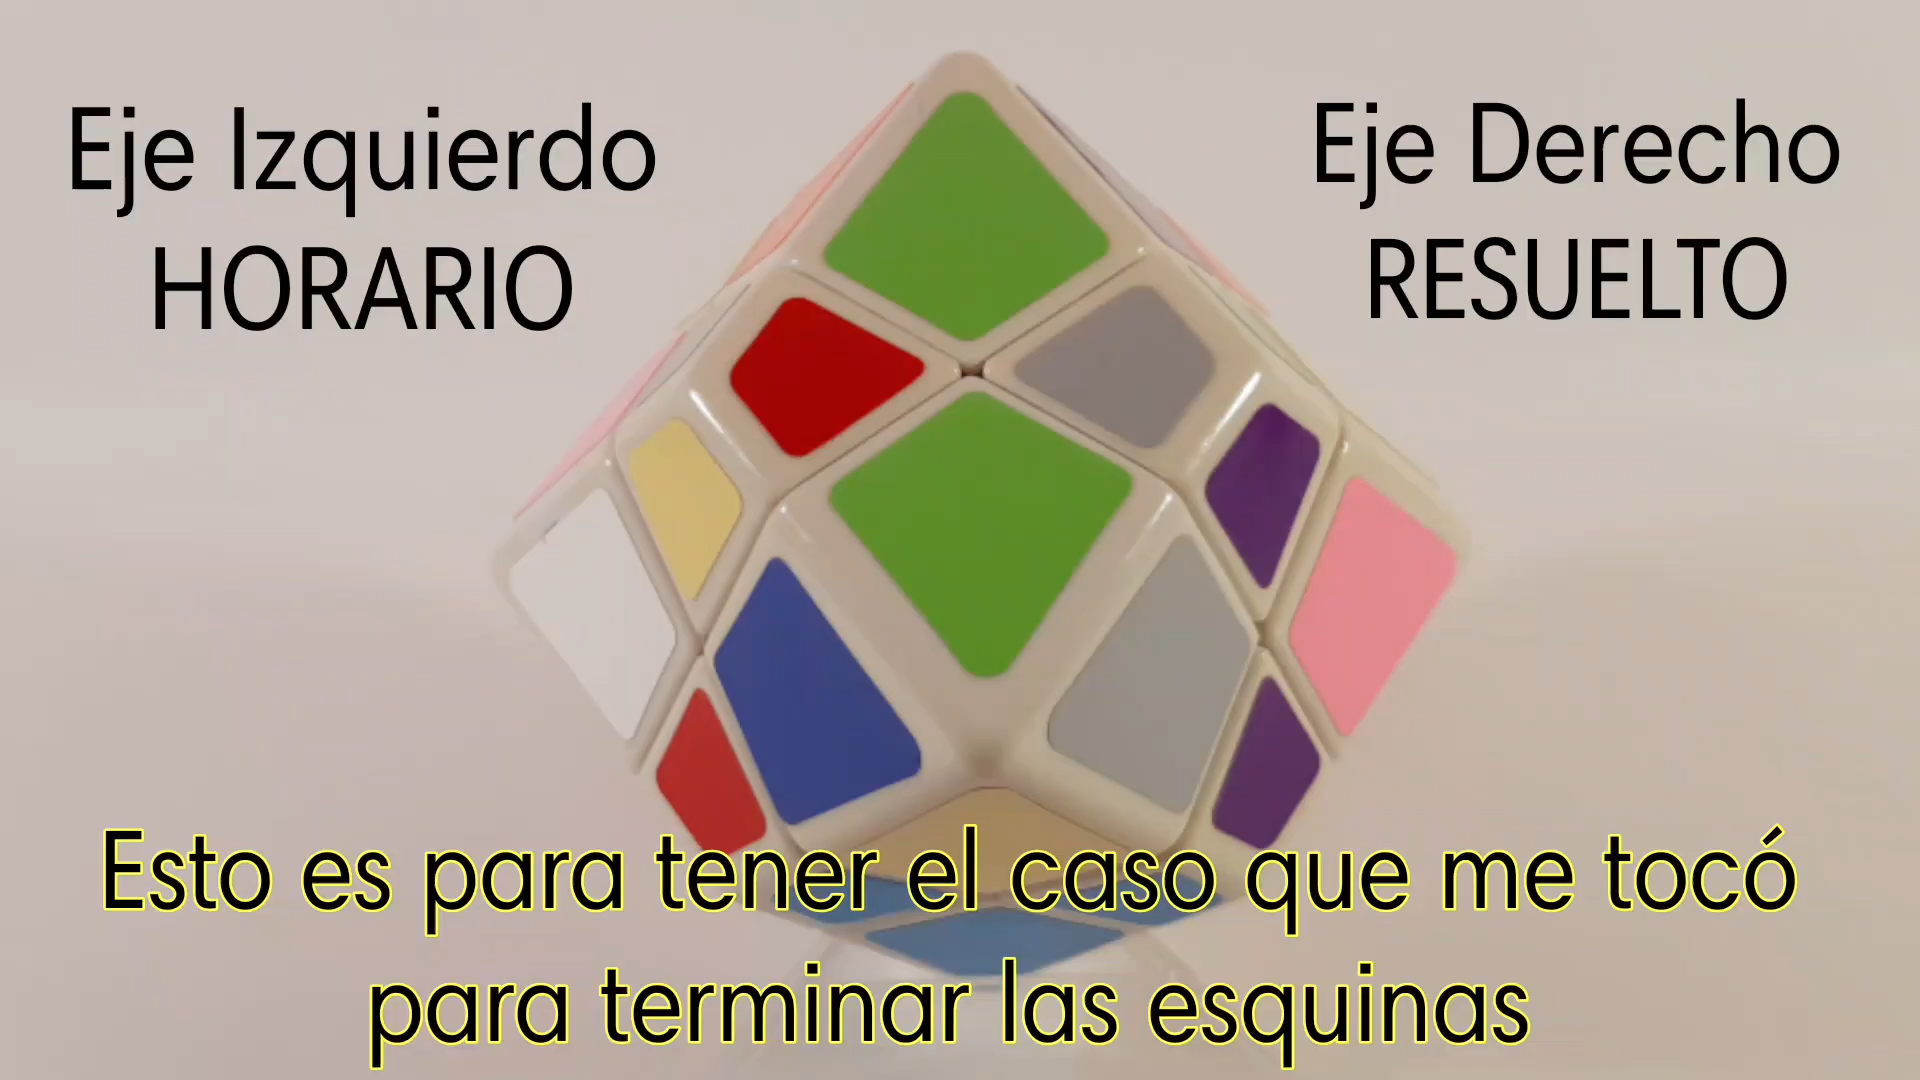 Eje Izquierdo
HORARIO
Eje Derecho
RESUELTO
Esto es para tener el caso que me tocó
para terminar las esquinas